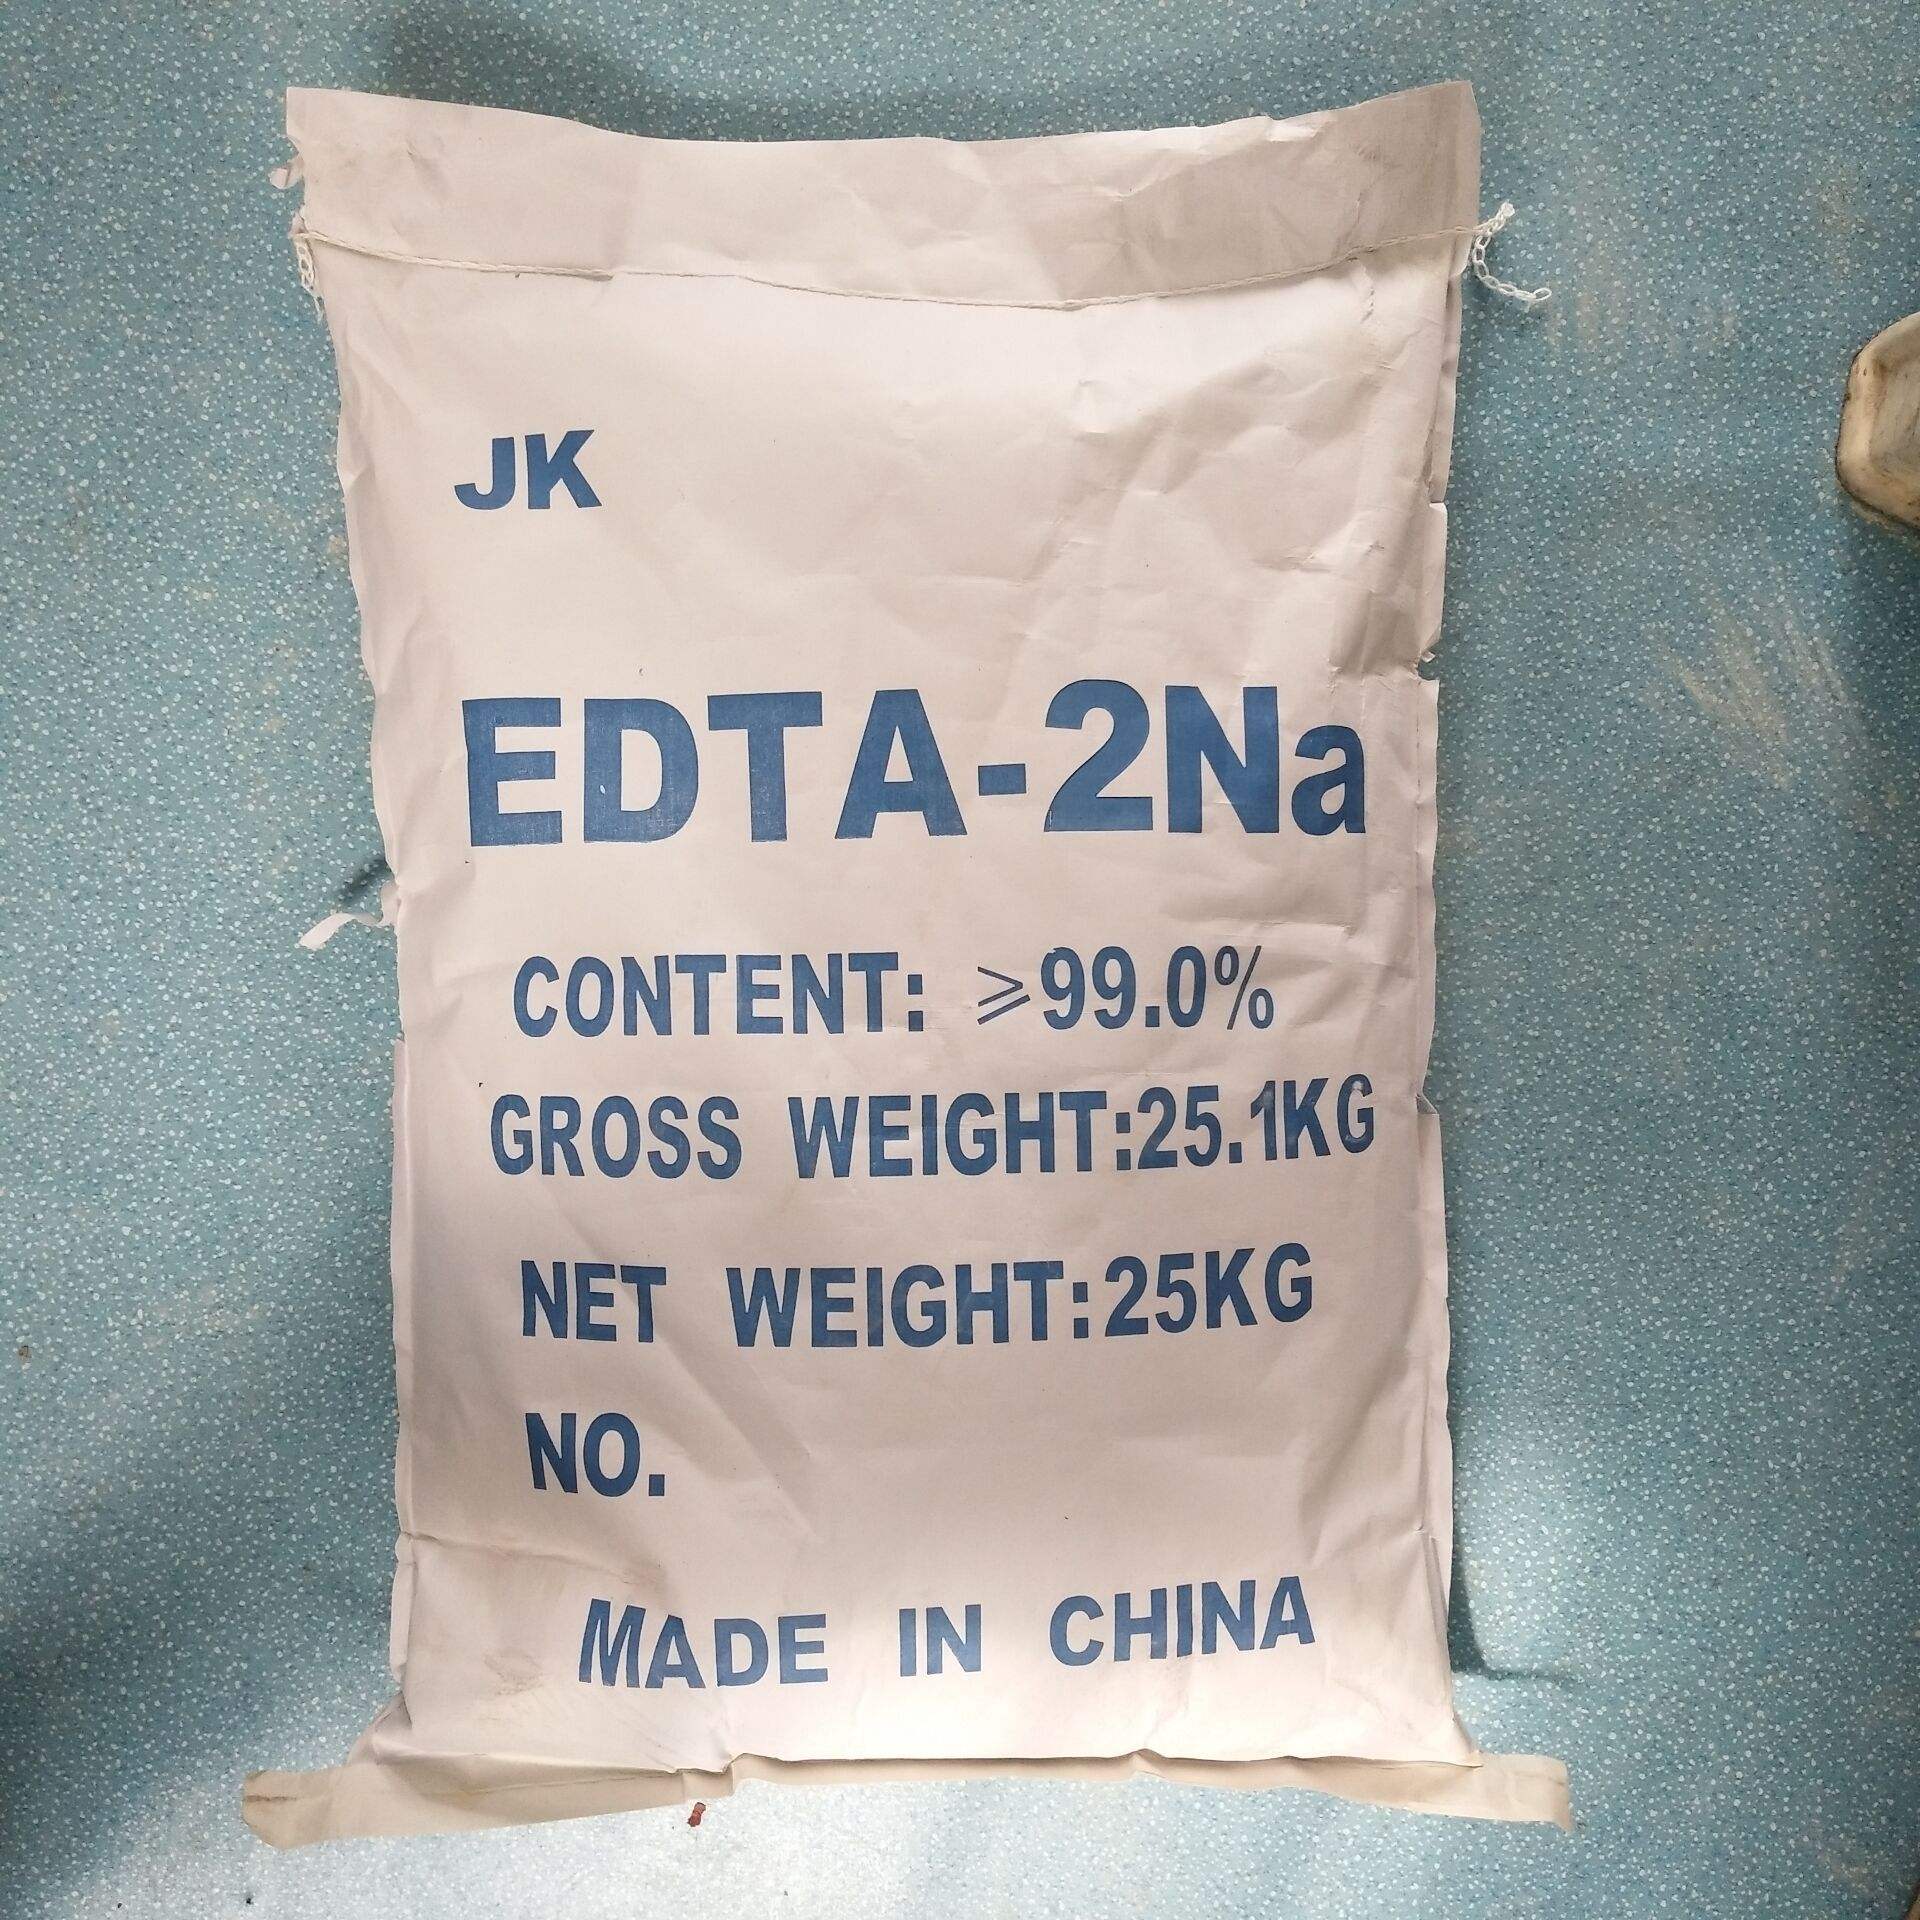 JK
EDTA-2Na
CONTENT: ⩾99.0%
GROSS WEIGHT:25.1KG
NET WEIGHT:25KG
NO.
MADE IN CHINA